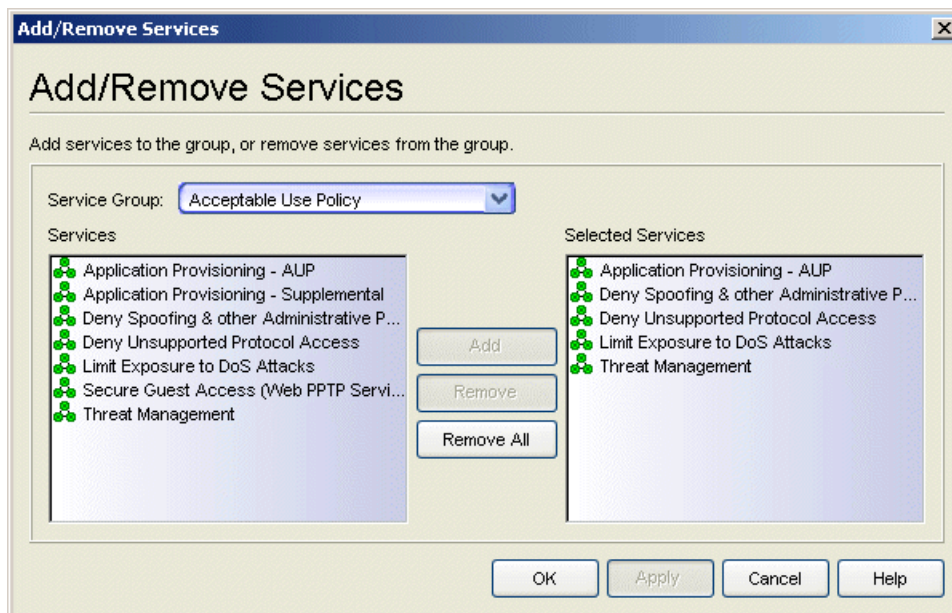 Add/Remove Services
Add/Remove Services
Add services to the group, or remove services from the group.
Service Group: Acceptable Use Policy
Services
Application Provisioning - AUP
Application Provisioning - Supplemental
Deny Spoofing & other Administrative P...
Deny Unsupported Protocol Access
Limit Exposure to DoS Attacks
Secure Guest Access (Web PPTP Servi...
Threat Management
Add
Remove
Remove All
Selected Services
Application Provisioning - AUP
Deny Spoofing & other Administrative P...
Deny Unsupported Protocol Access
Limit Exposure to DoS Attacks
Threat Management
OK
Apply
Cancel
Help